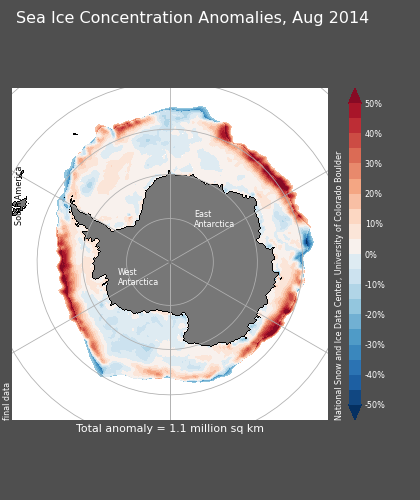 Sea Ice Concentration Anomalies, Aug 2014
South America
East
Antarctica
West
Antarctica
final data
National Snow and Ice Data Center, University of Colorado Boulder
50%
40%
30%
20%
10%
0%
-10%
-20%
-30%
-40%
-50%
Total anomaly = 1.1 million sq km